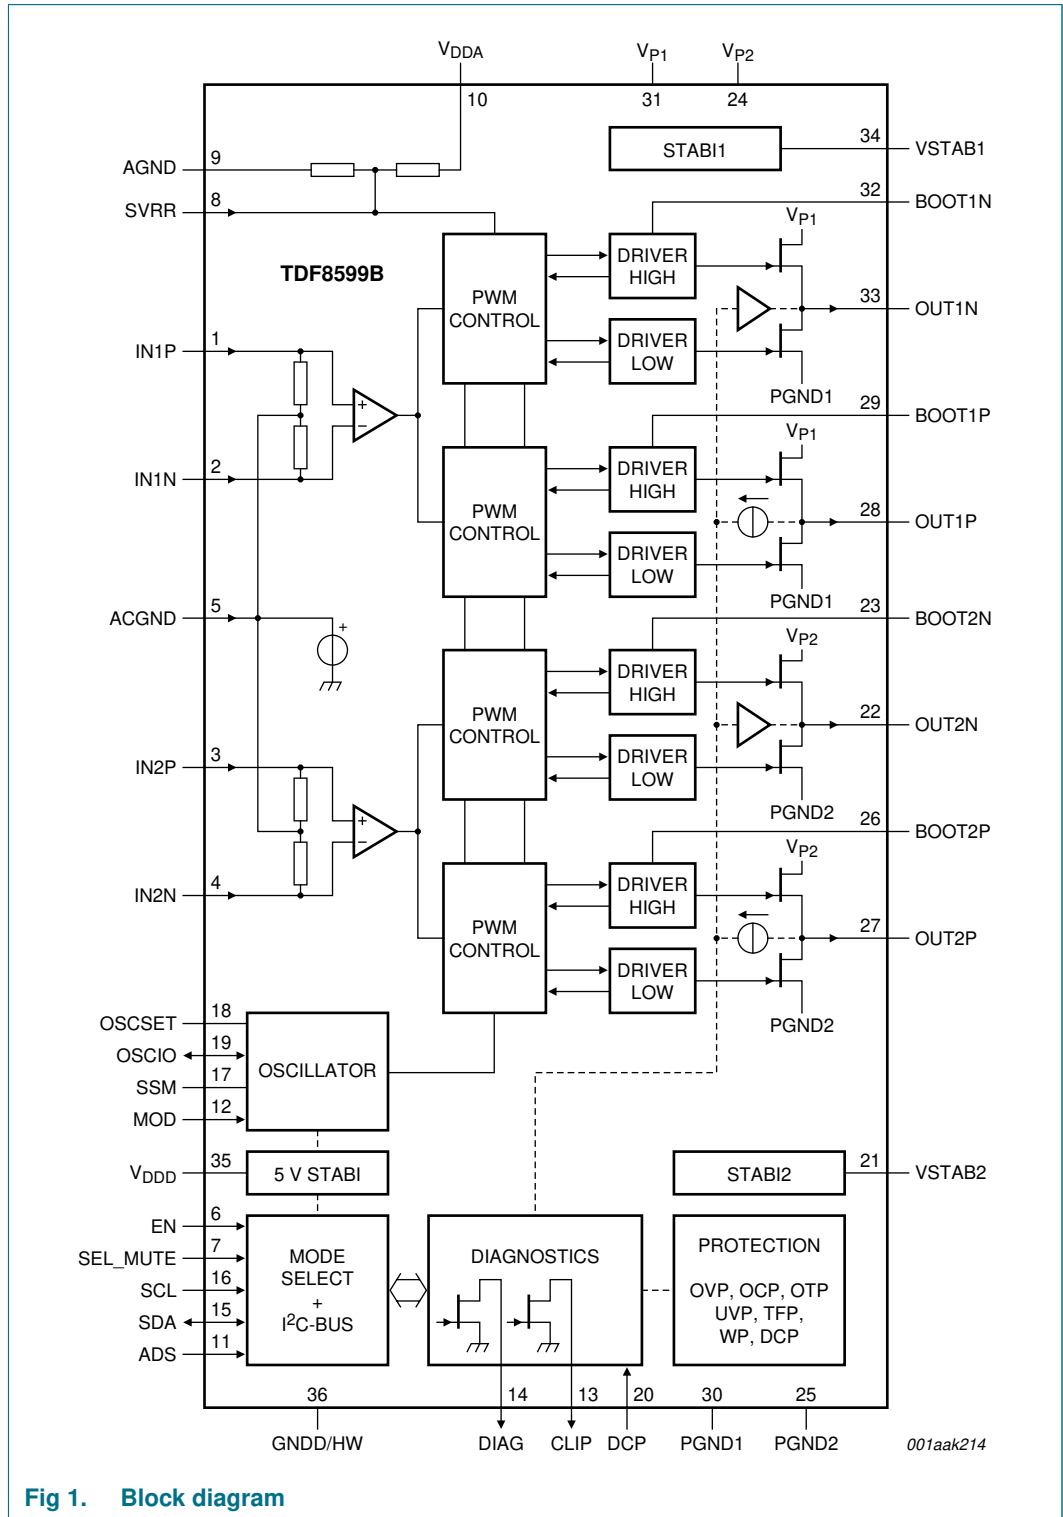 VDDA VP1 VP2
10 31 24
AGND 9
SVRR 8
STABI1 34 VSTAB1
32 BOOT1N
TDF8599B
PWM
CONTROL
DRIVER
HIGH
VP1
33 OUT1N
DRIVER
LOW
PGND1
IN1P 1
+
−
IN1N 2
29 BOOT1P
PWM
CONTROL
DRIVER
HIGH
VP1
28 OUT1P
DRIVER
LOW
PGND1
ACGND 5
+
23 BOOT2N
PWM
CONTROL
DRIVER
HIGH
VP2
22 OUT2N
DRIVER
LOW
PGND2
IN2P 3
+
−
IN2N 4
26 BOOT2P
PWM
CONTROL
DRIVER
HIGH
VP2
27 OUT2P
DRIVER
LOW
PGND2
OSCSET 18
OSCIO 19
SSM 17
MOD 12
OSCILLATOR
VDDD 35 5 V STABI
STABI2 21 VSTAB2
EN 6
SEL_MUTE 7
SCL 16
SDA 15
ADS 11
MODE
SELECT
+
I2C-BUS
DIAGNOSTICS
PROTECTION
OVP, OCP, OTP
UVP, TFP,
WP, DCP
36 14 13 20 30 25
GNDD/HW DIAG CLIP DCP PGND1 PGND2 001aak214
Fig 1. Block diagram